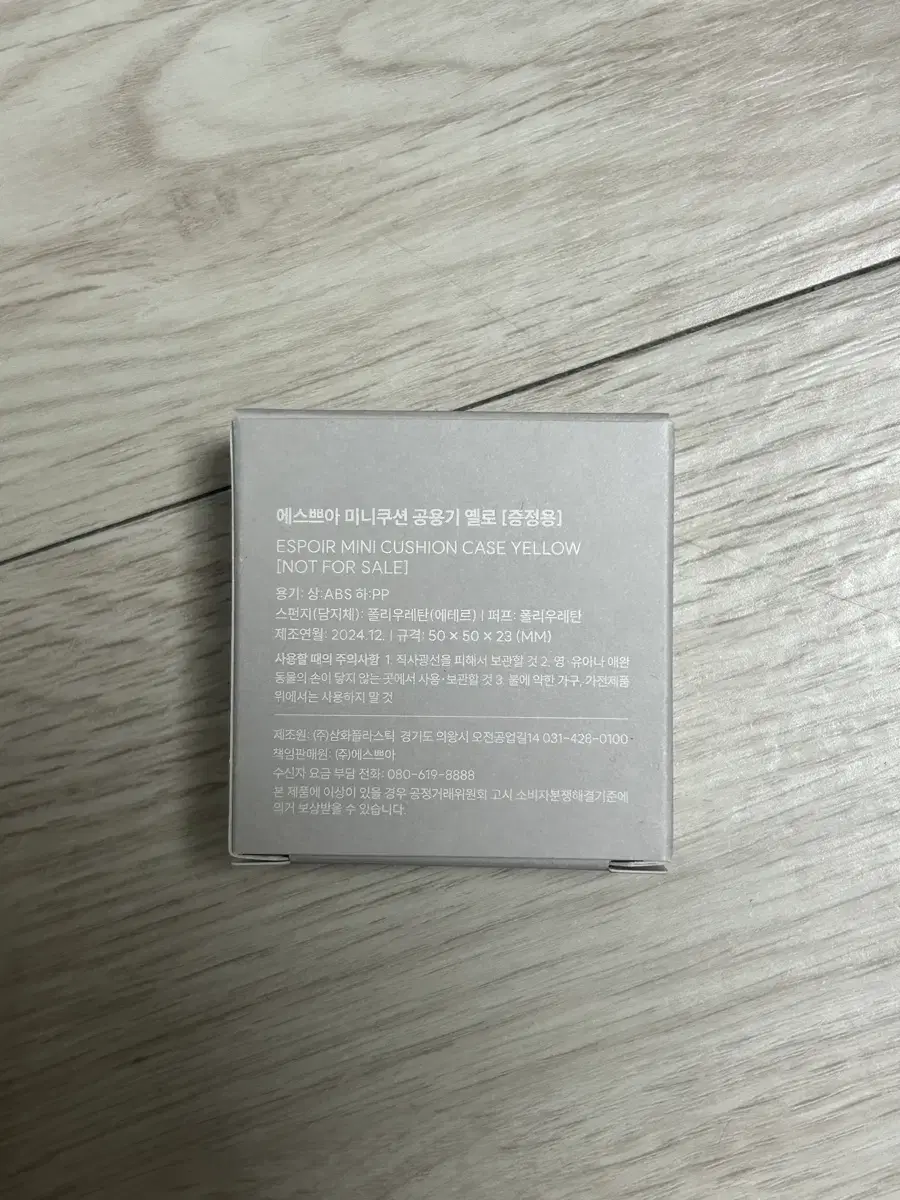 에스쁘아 미니쿠션 공용기 옐로 [증정용]
ESPOIR MINI CUSHION CASE YELLOW
[NOT FOR SALE]
용기: 상:ABS 하:PP
스펀지(담지체): 폴리우레탄(에테르) | 퍼프: 폴리우레탄
제조연월: 2024.12. | 규격: 50 × 50 × 23 (MM)
사용할 때의 주의사항 1. 직사광선을 피해서 보관할 것 2. 영·유아나 애완
동물의 손이 닿지 않는 곳에서 사용·보관할 것 3. 물에 약한 가구, 가전제품
위에서는 사용하지 말 것
제조원: (주)삼화플라스틱 경기도 의왕시 오전공업길14 031-428-0100
책임판매원: (주)에스쁘아
수신자 요금 부담 전화: 080-619-8888
본 제품에 이상이 있을 경우 공정거래위원회 고시 소비자분쟁해결기준에
의거 보상받을 수 있습니다.